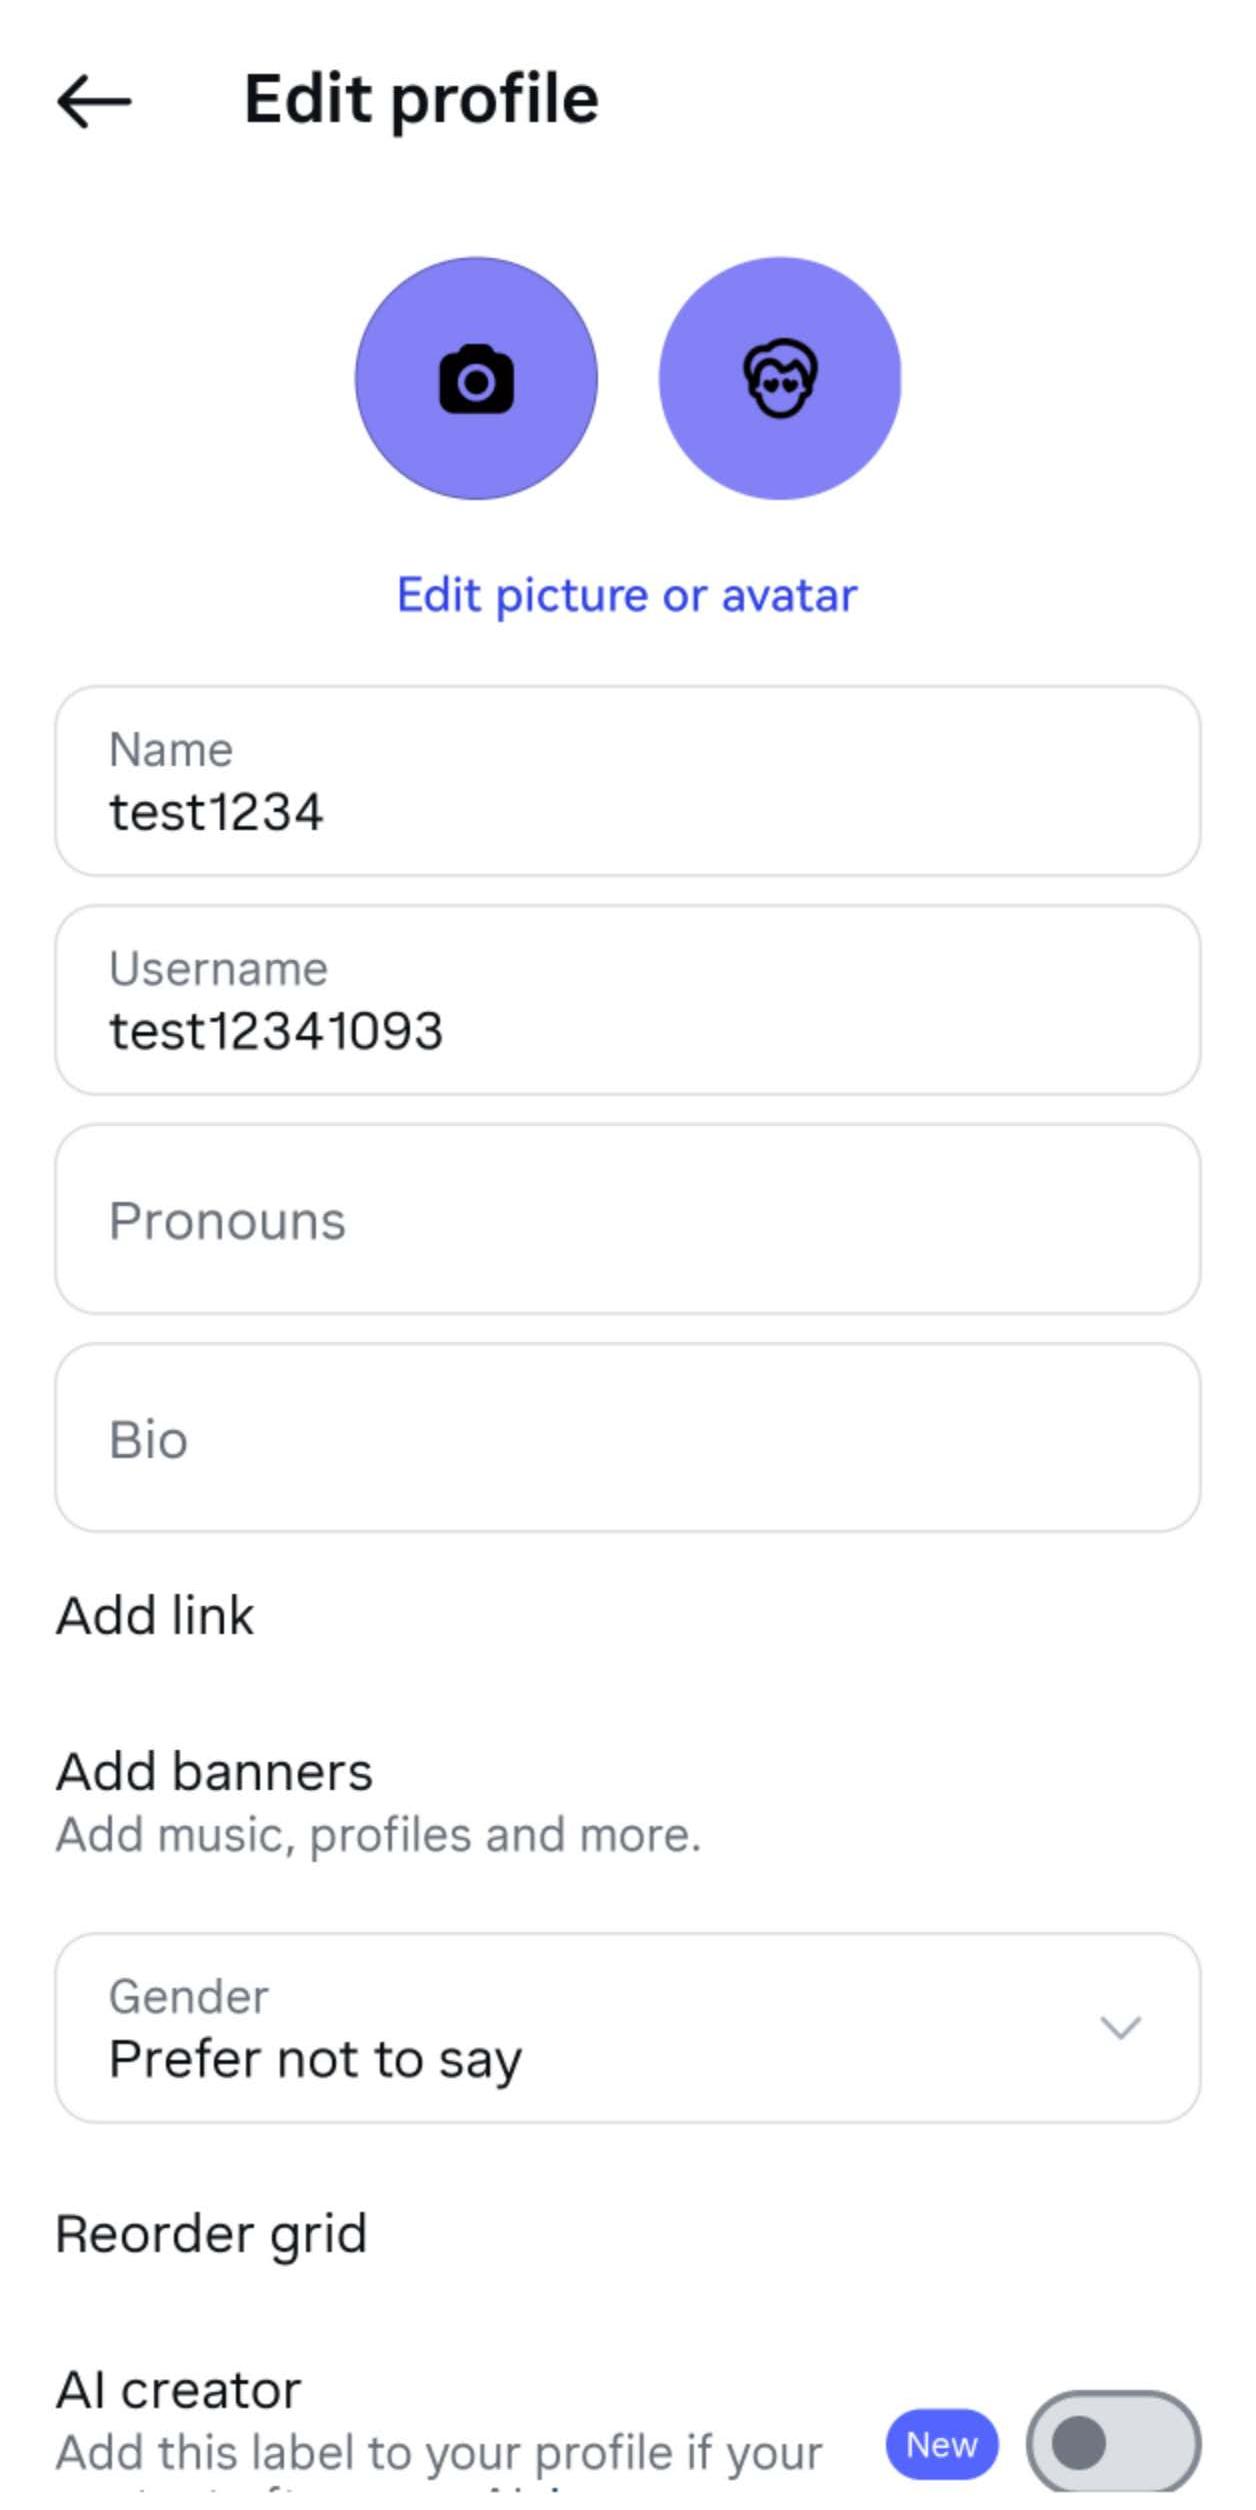 Edit profile
Edit picture or avatar
Name
test1234
Username
test12341093
Pronouns
Bio
Add link
Add banners
Add music, profiles and more.
Gender
Prefer not to say
Reorder grid
AI creator
Add this label to your profile if your
New